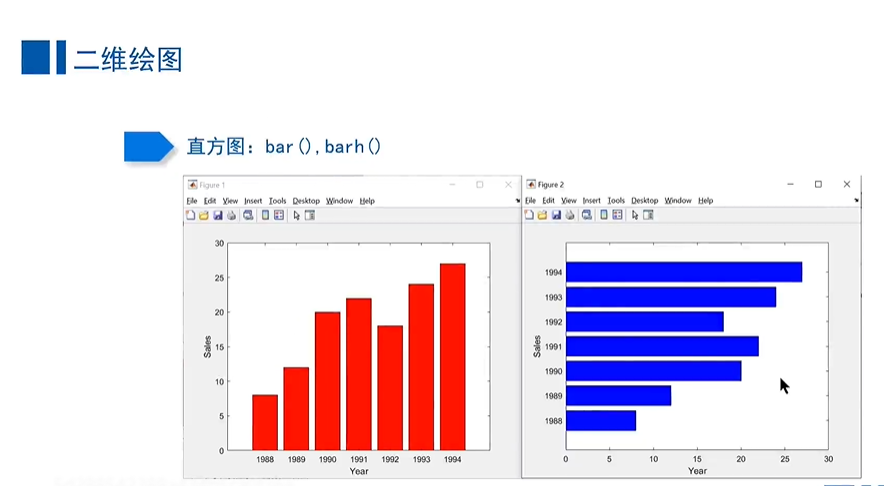 二维绘图
直方图：bar(),barh()
Figure 1
File Edit View Insert Tools Desktop Window Help
30
25
20
15
10
5
0
Sales
1988 1989 1990 1991 1992 1993 1994
Year
Figure 2
File Edit View Insert Tools Desktop Window Help
1994
1993
1992
1991
1990
1989
1988
Sales
0 5 10 15 20 25 30
Year